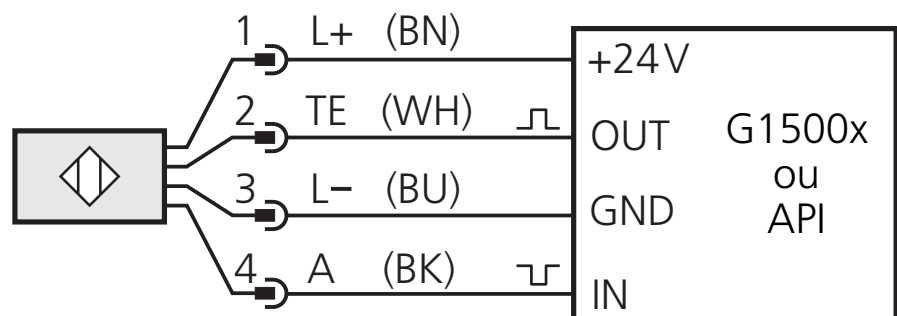 1 L+ (BN) +24V
2 TE (WH) OUT G1500x
ou
3 L− (BU) GND API
4 A (BK) IN